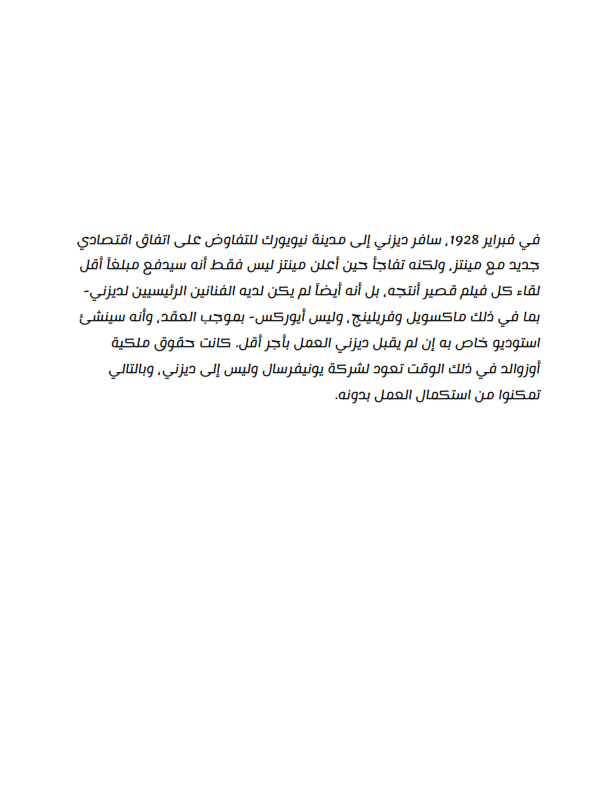 في فبراير 1928، سافر ديزني إلى مدينة نيويورك للتفاوض على اتفاق اقتصادي
جديد مع مينتز، ولكنه تفاجأ حين أعلن مينتز ليس فقط أنه سيدفع مبلغاً أقل
لقاء كل فيلم قصير أنتجه، بل أنه أيضاً لم يكن لديه الفنانين الرئيسيين لديزني-
بما في ذلك ماكسويل وفريلينج، وليس أيوركس- بموجب العقد، وأنه سينشئ
استوديو خاص به إن لم يقبل ديزني العمل بأجر أقل. كانت حقوق ملكية
أوزوالد في ذلك الوقت تعود لشركة يونيفرسال وليس إلى ديزني، وبالتالي
تمكنوا من استكمال العمل بدونه.